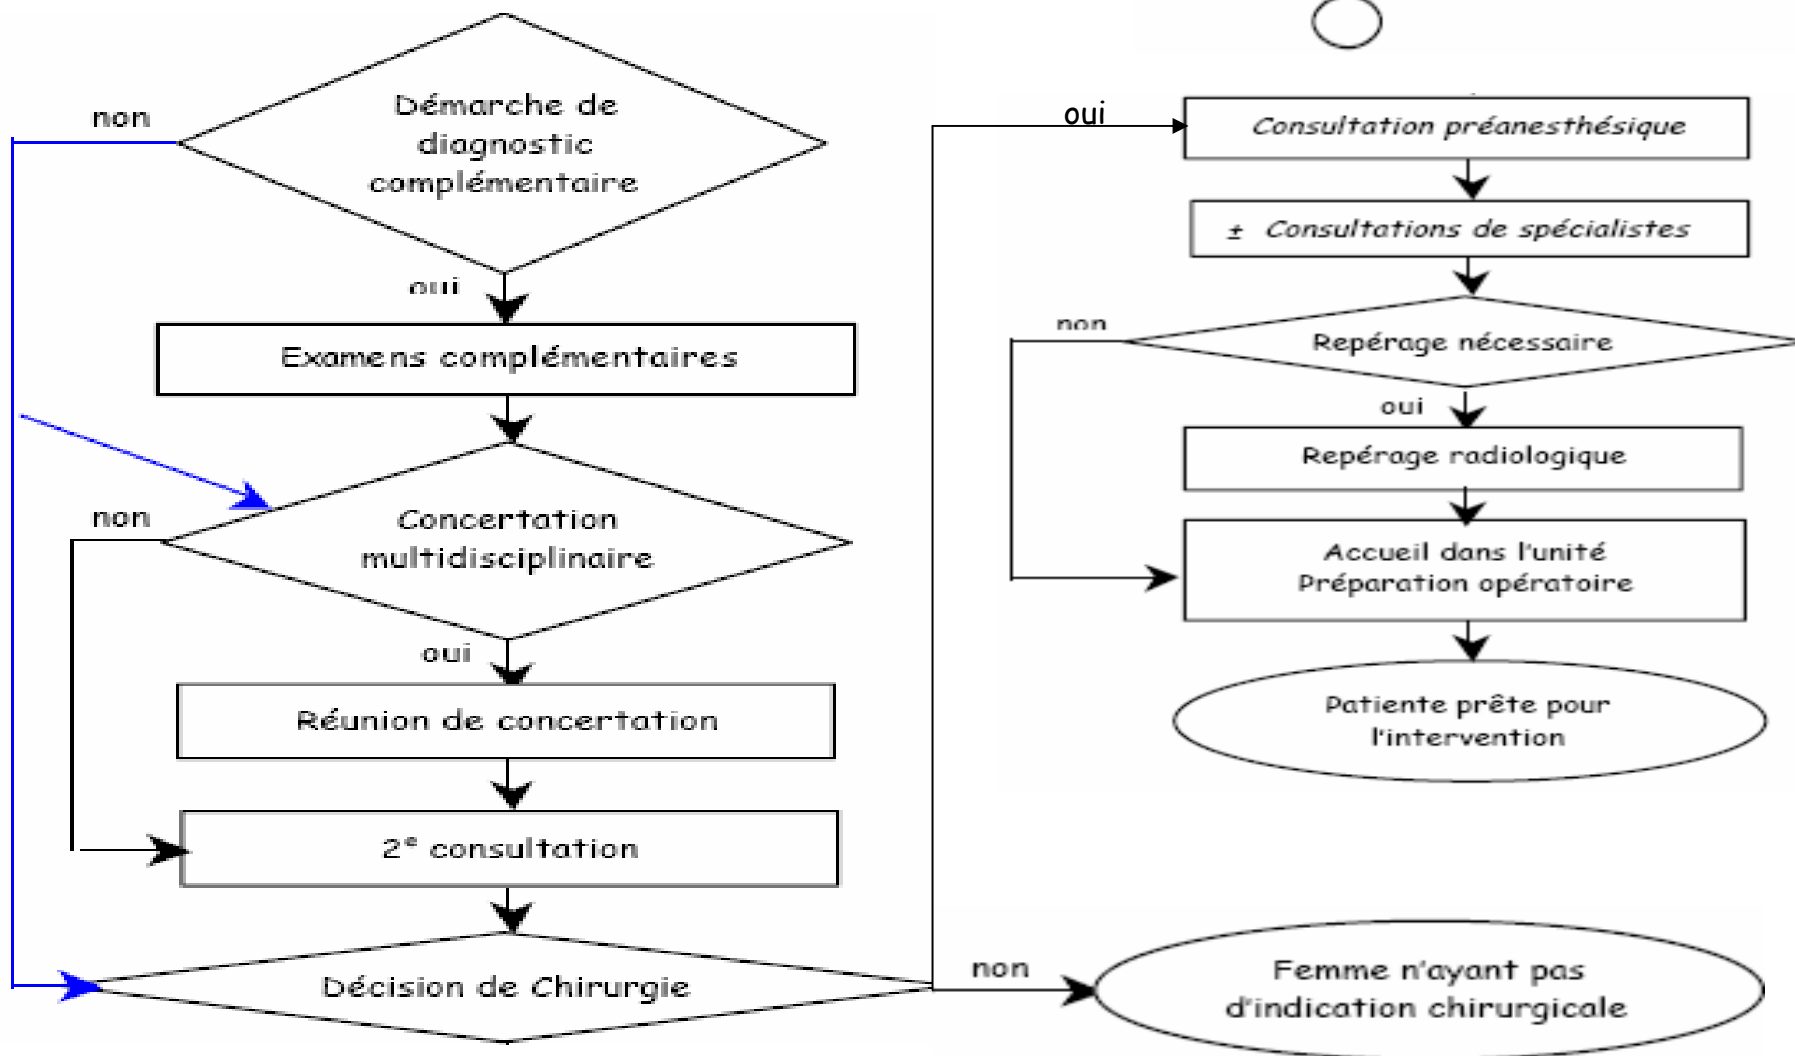 non
Démarche de
diagnostic
complémentaire
oui
Examens complémentaires
non
Concertation
multidisciplinaire
oui
Réunion de concertation
2e consultation
Décision de Chirurgie
oui
Consultation préanesthésique
± Consultations de spécialistes
non
Repérage nécessaire
oui
Repérage radiologique
Accueil dans l'unité
Préparation opératoire
Patiente prête pour
l'intervention
non
Femme n'ayant pas
d'indication chirurgicale